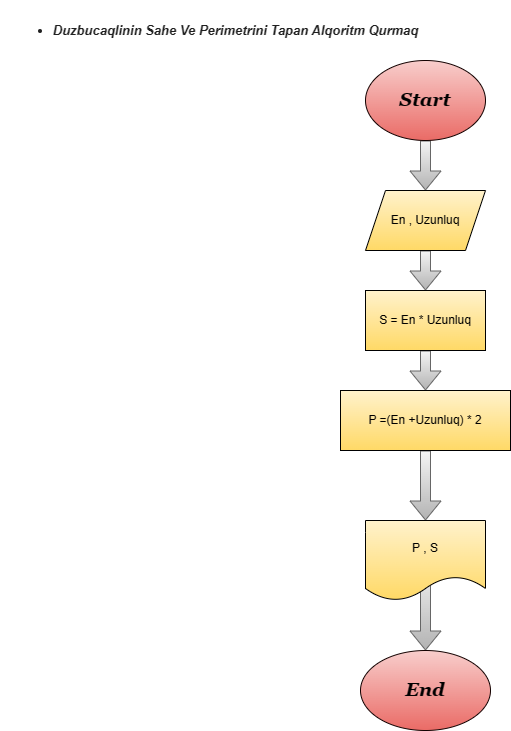 Duzbucaqlinin Sahe Ve Perimetrini Tapan Alqoritm Qurmaq
Start
En , Uzunluq
S = En * Uzunluq
P =(En +Uzunluq) * 2
P , S
End